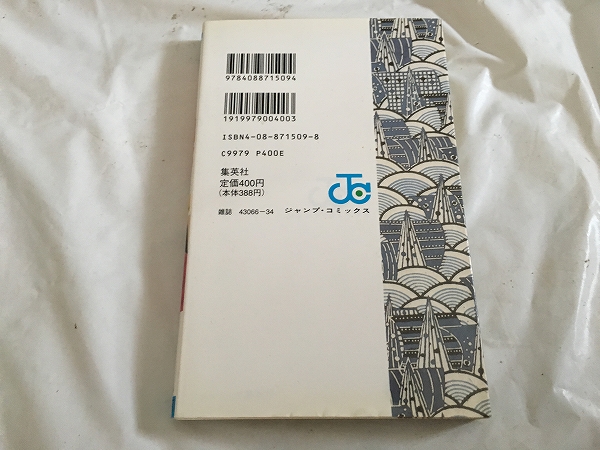 9784088715094
1919979004003
ISBN4-08-871509-8
C9979 P400E
集英社
定価400円
(本体388円)
JC
雑誌 43066-34
ジャンプ・コミックス